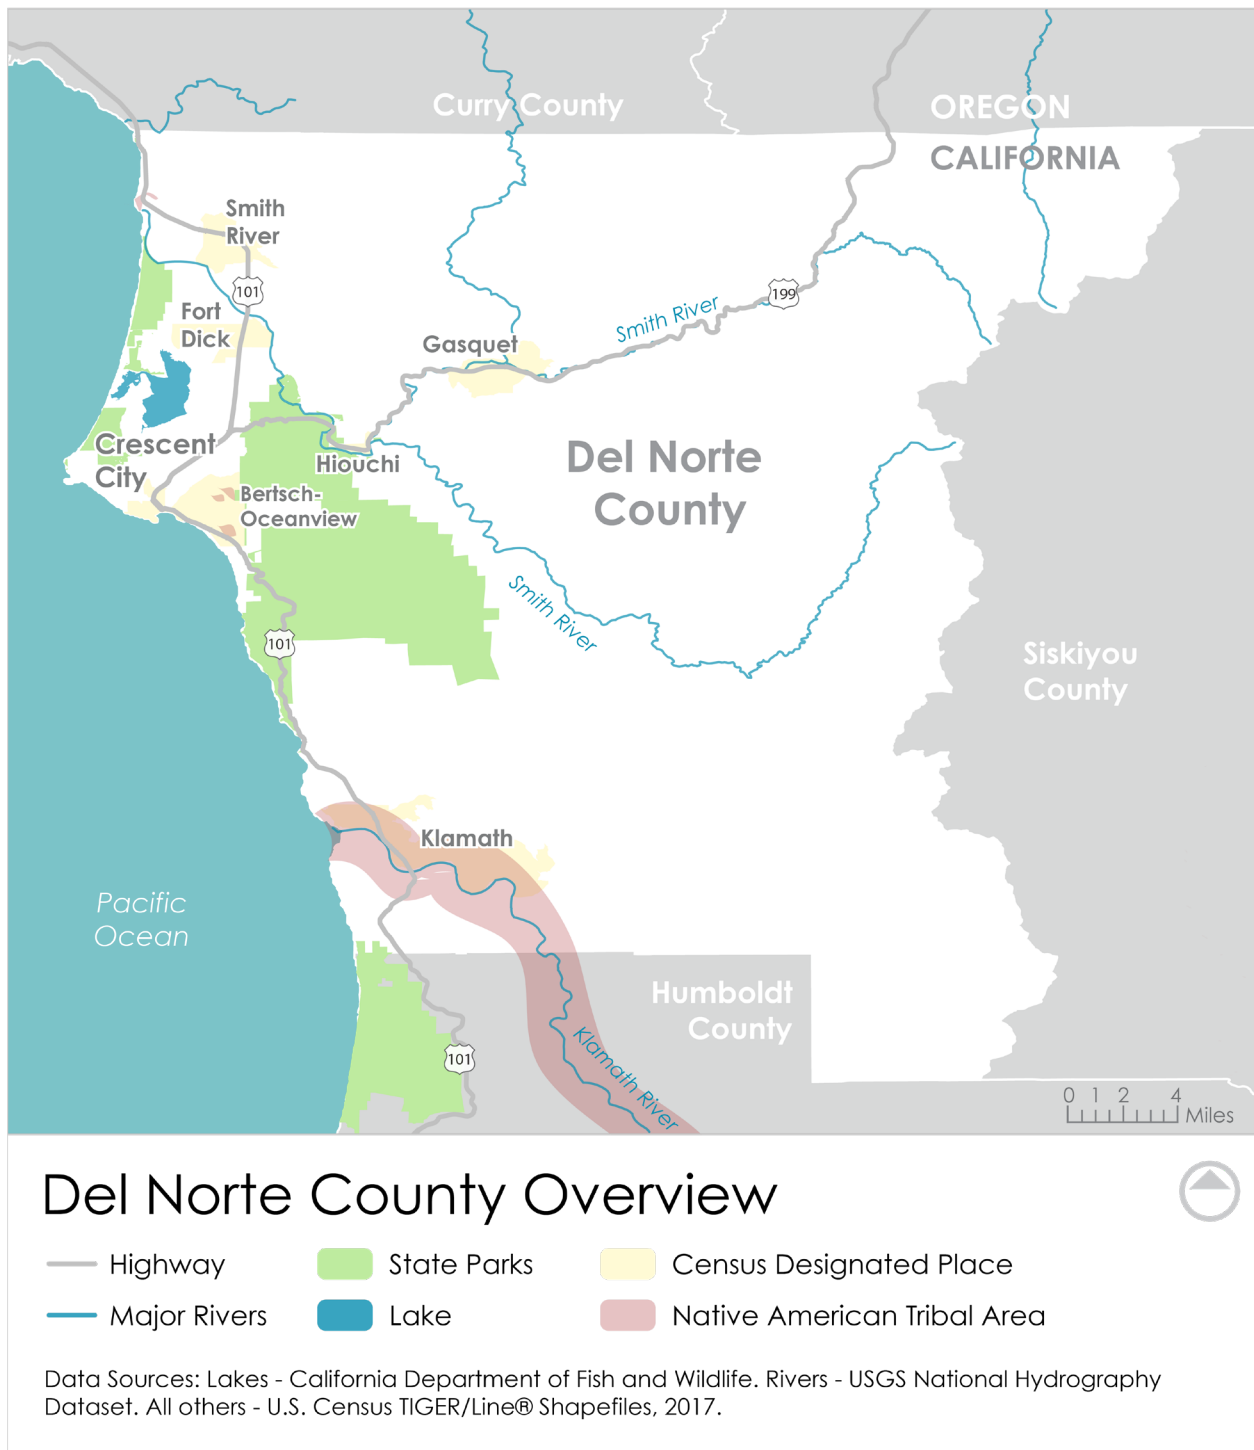 Curry County
OREGON
CALIFORNIA
Smith
River
101
199
Fort
Dick
Smith River
Gasquet
Crescent
City
Hiouchi
Del Norte
County
Bertsch-
Oceanview
Smith River
101
Siskiyou
County
Klamath
Pacific
Ocean
Humboldt
County
Klamath River
101
0 1 2 4
Miles
Del Norte County Overview
Highway
State Parks
Census Designated Place
Major Rivers
Lake
Native American Tribal Area
Data Sources: Lakes - California Department of Fish and Wildlife. Rivers - USGS National Hydrography
Dataset. All others - U.S. Census TIGER/Line® Shapefiles, 2017.